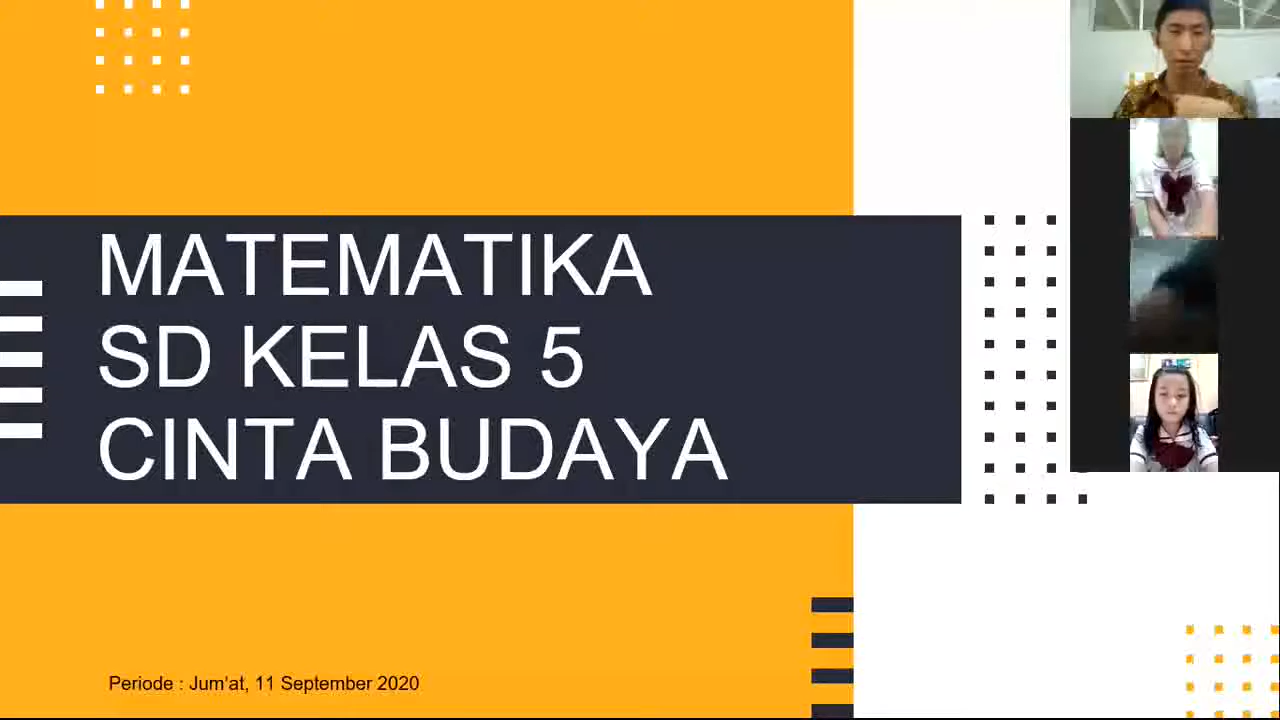 MATEMATIKA
SD KELAS 5
CINTA BUDAYA
Periode : Jum'at, 11 September 2020